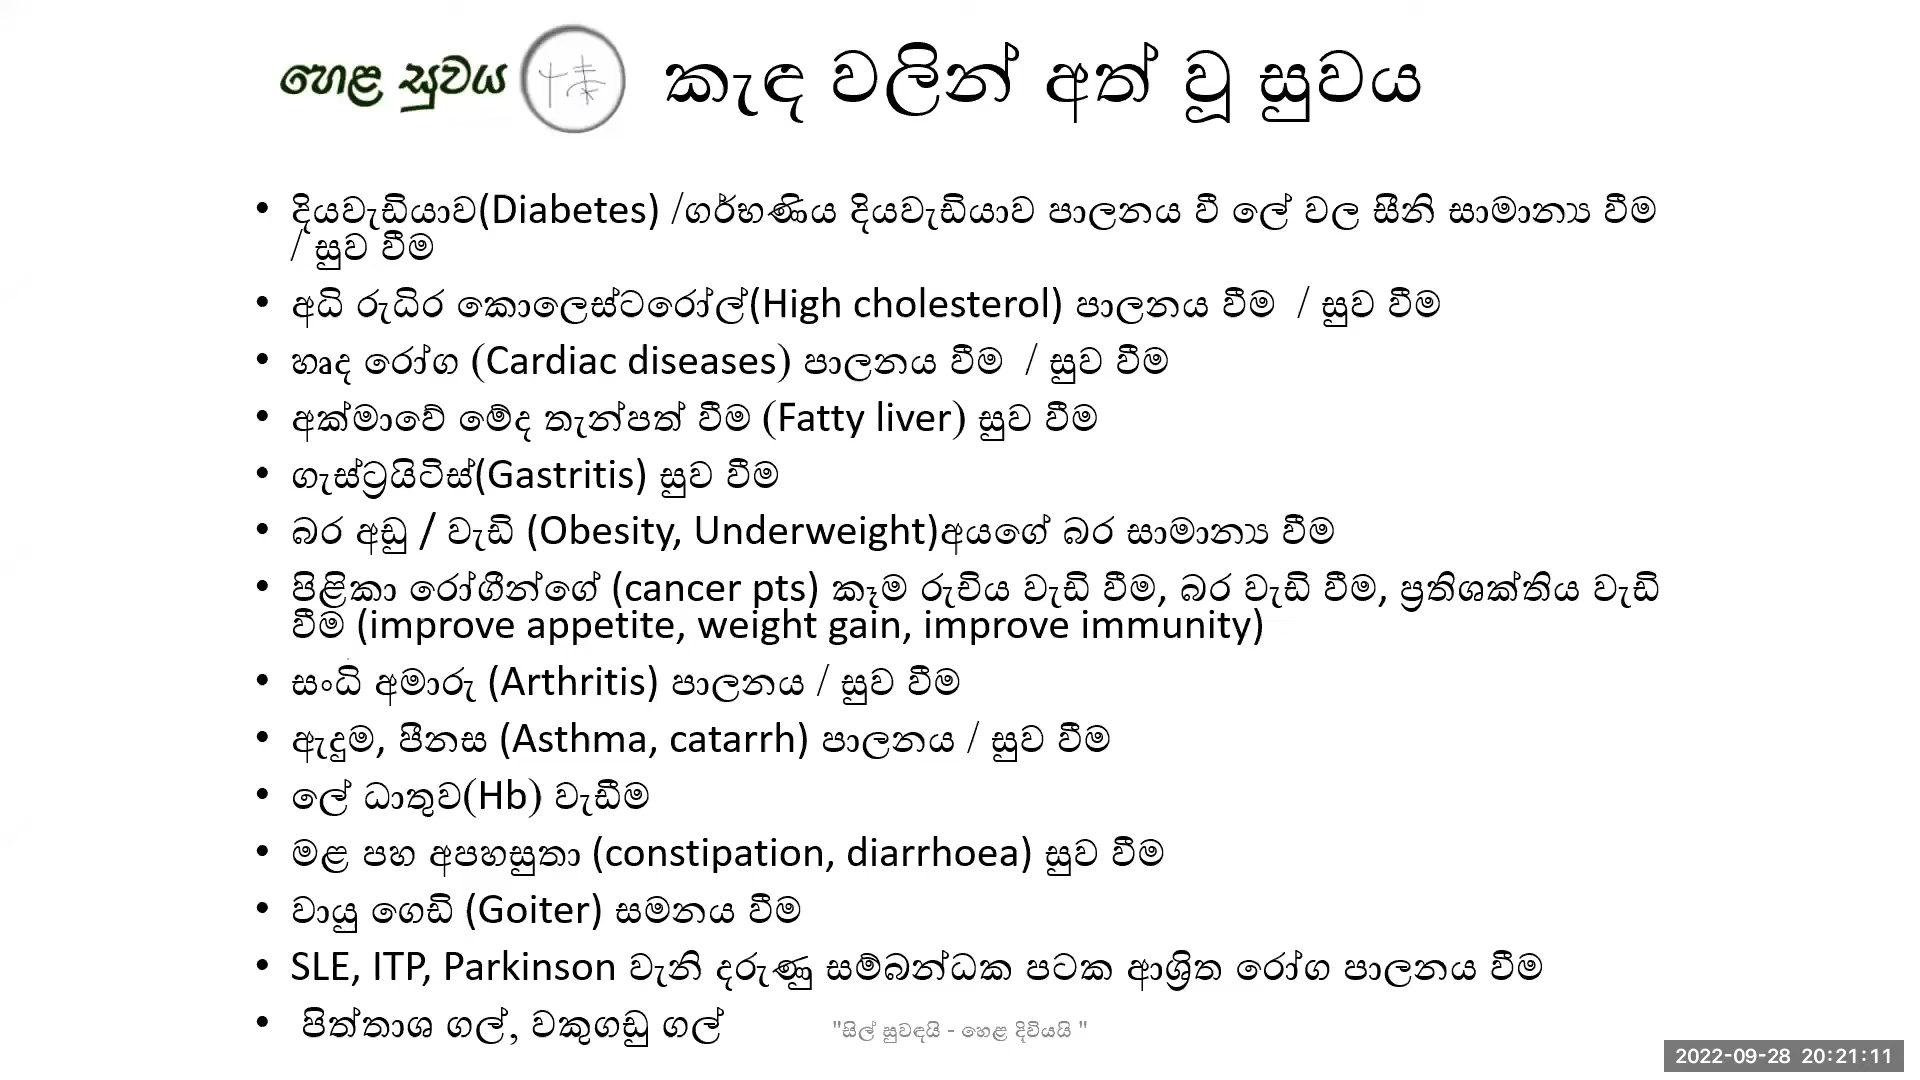 හෙළ සුවය
කැඳ වලින් අත් වූ සුවය
• දියවැඩියාව(Diabetes) /ගර්භණිය දියවැඩියාව පාලනය වී ලේ වල සීනි සාමාන්‍ය වීම
/ සුව වීම
• අධි රුධිර කොලෙස්ටරෝල්(High cholesterol) පාලනය වීම / සුව වීම
• හෘද රෝග (Cardiac diseases) පාලනය වීම / සුව වීම
• අක්මාවේ මේද තැන්පත් වීම (Fatty liver) සුව වීම
• ගැස්ට්‍රයිටිස්(Gastritis) සුව වීම
• බර අඩු / වැඩි (Obesity, Underweight)අයගේ බර සාමාන්‍ය වීම
• පිළිකා රෝගීන්ගේ (cancer pts) කෑම රුචිය වැඩි වීම, බර වැඩි වීම, ප්‍රතිශක්තිය වැඩි
වීම (improve appetite, weight gain, improve immunity)
• සංධි අමාරු (Arthritis) පාලනය / සුව වීම
• ඇදුම, පීනස (Asthma, catarrh) පාලනය / සුව වීම
• ලේ ධාතුව(Hb) වැඩීම
• මළ පහ අපහසුතා (constipation, diarrhoea) සුව වීම
• වායු ගෙඩි (Goiter) සමනය වීම
• SLE, ITP, Parkinson වැනි දරුණු සම්බන්ධක පටක ආශ්‍රිත රෝග පාලනය වීම
• පිත්තාශ ගල්, වකුගඩු ගල්
"සිල් සුවඳයි - හෙළ දිවියයි "
2022-09-28 20:21:11